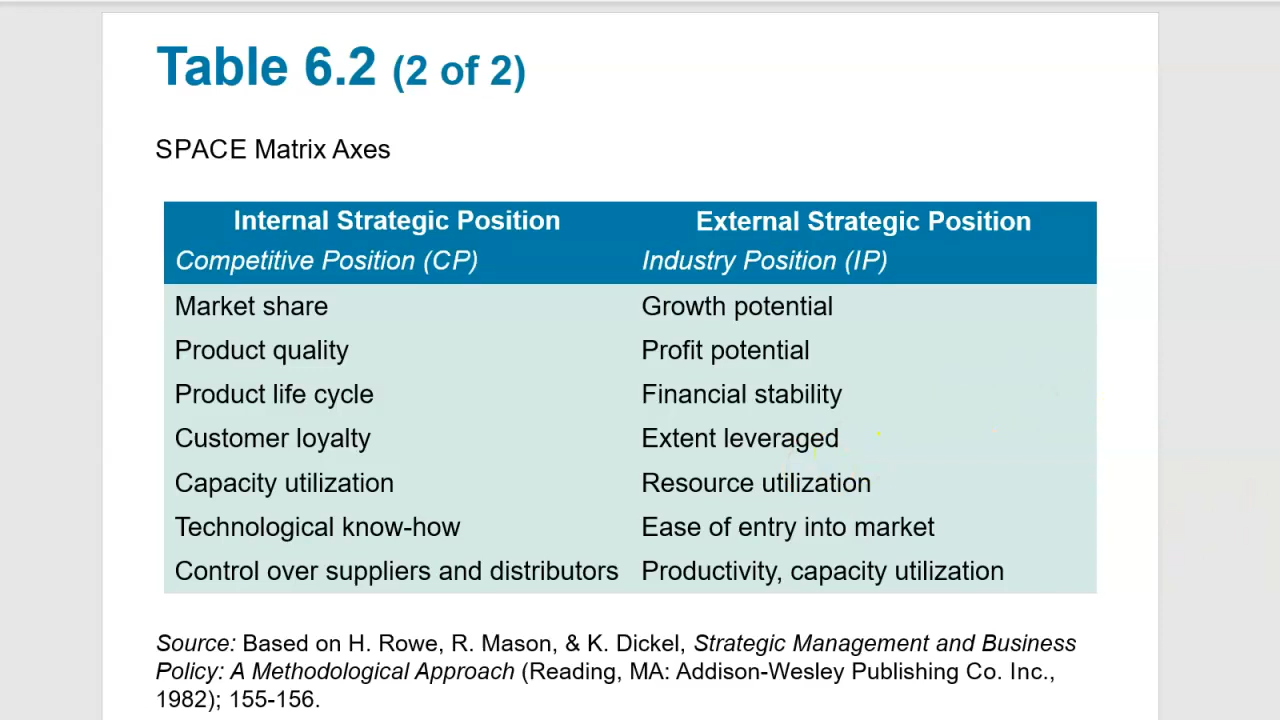 Table 6.2 (2 of 2)
SPACE Matrix Axes
Internal Strategic Position External Strategic Position
Competitive Position (CP) Industry Position (IP)
Market share Growth potential
Product quality Profit potential
Product life cycle Financial stability
Customer loyalty Extent leveraged
Capacity utilization Resource utilization
Technological know-how Ease of entry into market
Control over suppliers and distributors Productivity, capacity utilization
Source: Based on H. Rowe, R. Mason, & K. Dickel, Strategic Management and Business
Policy: A Methodological Approach (Reading, MA: Addison-Wesley Publishing Co. Inc.,
1982); 155-156.